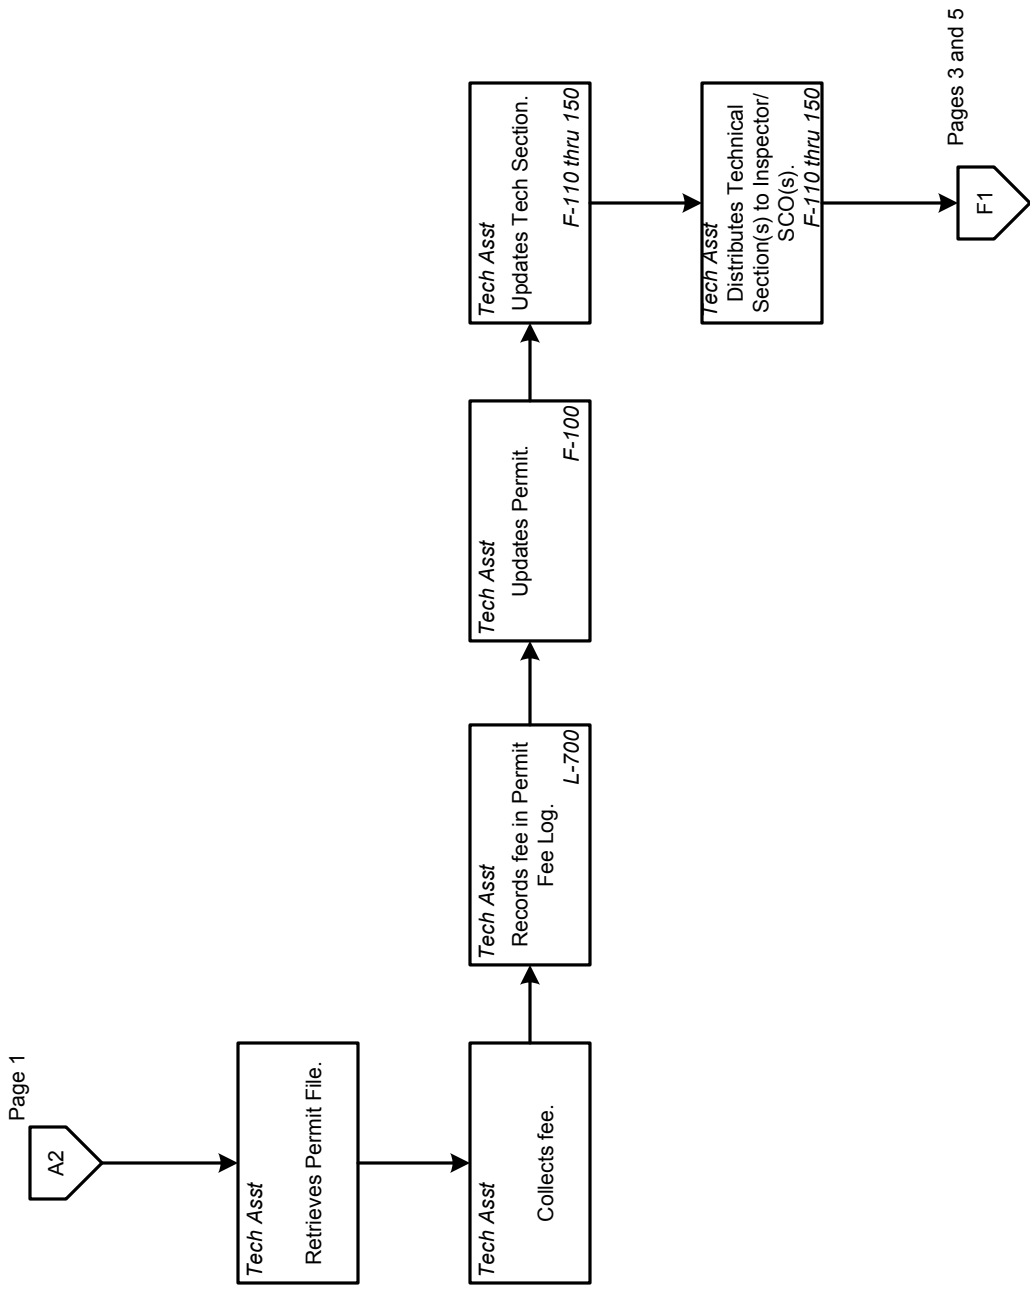 Page 1
A2
Tech Asst
Retrieves Permit File.
Tech Asst
Collects fee.
Tech Asst
Records fee in Permit
Fee Log.
L-700
Tech Asst
Updates Permit.
F-100
Tech Asst
Updates Tech Section.
F-110 thru 150
Tech Asst
Distributes Technical
Section(s) to Inspector/
SCO(s).
F-110 thru 150
F1
Pages 3 and 5